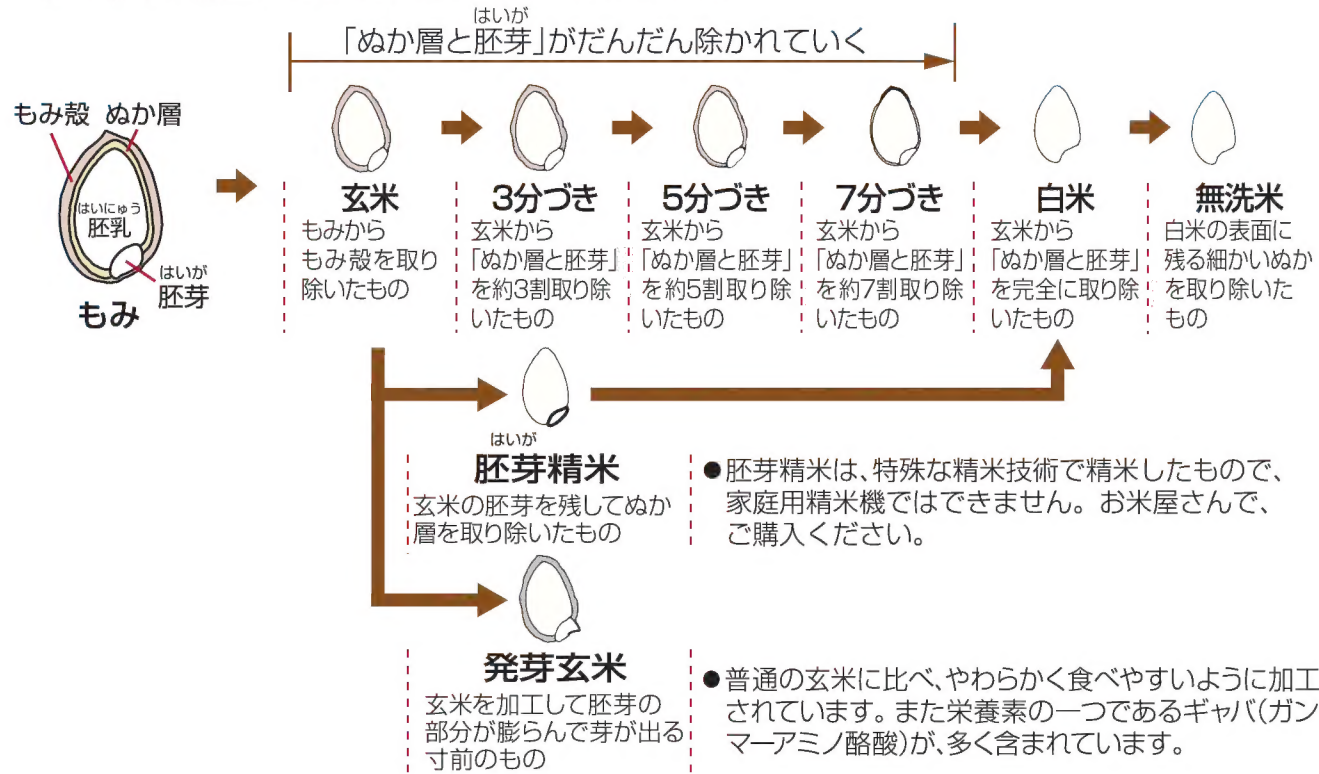 はいが
「ぬか層と胚芽」がだんだん除かれていく
もみ殻 ぬか層
はいにゅう
胚乳
はいが
胚芽
もみ
玄米
もみから
もみ殻を取り
除いたもの
3分づき
玄米から
「ぬか層と胚芽」
を約3割取り除
いたもの
5分づき
玄米から
「ぬか層と胚芽」
を約5割取り除
いたもの
7分づき
玄米から
「ぬか層と胚芽」
を約7割取り除
いたもの
白米
玄米から
「ぬか層と胚芽」
を完全に取り除
いたもの
無洗米
白米の表面に
残る細かいぬか
を取り除いた
もの
はいが
胚芽精米
玄米の胚芽を残してぬか
層を取り除いたもの
●胚芽精米は、特殊な精米技術で精米したもので、
家庭用精米機ではできません。お米屋さんで、
ご購入ください。
発芽玄米
玄米を加工して胚芽の
部分が膨らんで芽が出る
寸前のもの
●普通の玄米に比べ、やわらかく食べやすいように加工
されています。また栄養素の一つであるギャバ(ガン
マーアミノ酪酸)が、多く含まれています。